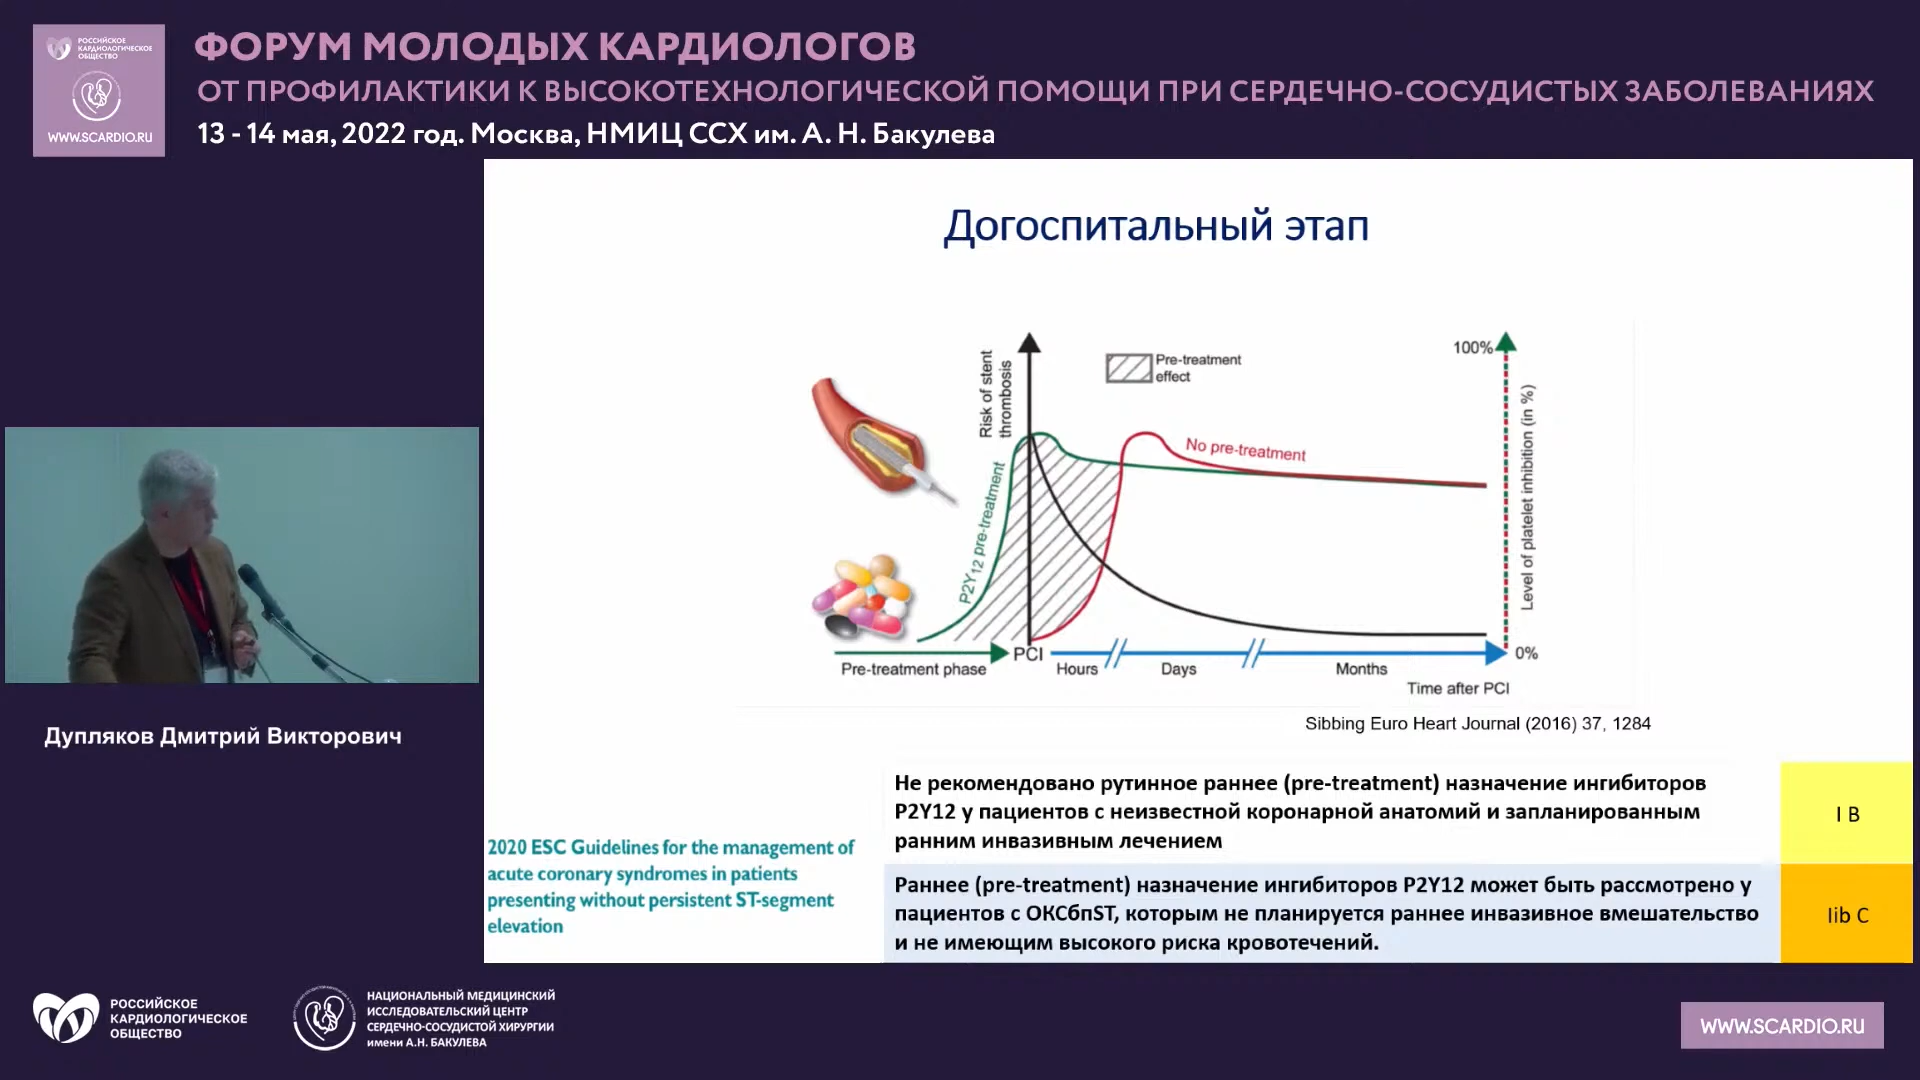 РОССИЙСКОЕ
КАРДИОЛОГИЧЕСКОЕ
ОБЩЕСТВО
WWW.SCARDIO.RU
ФОРУМ МОЛОДЫХ КАРДИОЛОГОВ
ОТ ПРОФИЛАКТИКИ К ВЫСОКОТЕХНОЛОГИЧЕСКОЙ ПОМОЩИ ПРИ СЕРДЕЧНО-СОСУДИСТЫХ ЗАБОЛЕВАНИЯХ
13 - 14 мая, 2022 год. Москва, НМИЦ ССХ им. А. Н. Бакулева
Догоспитальный этап
Risk of stent
thrombosis
Pre-treatment
effect
100%
No pre-treatment
P2Y12 pre-treatment
Level of platelet inhibition (in %)
PCI
0%
Pre-treatment phase
Hours
Days
Months
Time after PCI
Sibbing Euro Heart Journal (2016) 37, 1284
Дупляков Дмитрий Викторович
Не рекомендовано рутинное раннее (pre-treatment) назначение ингибиторов
P2Y12 у пациентов с неизвестной коронарной анатомий и запланированным
ранним инвазивным лечением
I B
2020 ESC Guidelines for the management of
acute coronary syndromes in patients
presenting without persistent ST-segment
elevation
Раннее (pre-treatment) назначение ингибиторов P2Y12 может быть рассмотрено у
пациентов с ОКСбпST, которым не планируется раннее инвазивное вмешательство
и не имеющим высокого риска кровотечений.
Iib C
РОССИЙСКОЕ
КАРДИОЛОГИЧЕСКОЕ
ОБЩЕСТВО
НАЦИОНАЛЬНЫЙ МЕДИЦИНСКИЙ
ИССЛЕДОВАТЕЛЬСКИЙ ЦЕНТР
СЕРДЕЧНО-СОСУДИСТОЙ ХИРУРГИИ
имени А.Н. БАКУЛЕВА
WWW.SCARDIO.RU